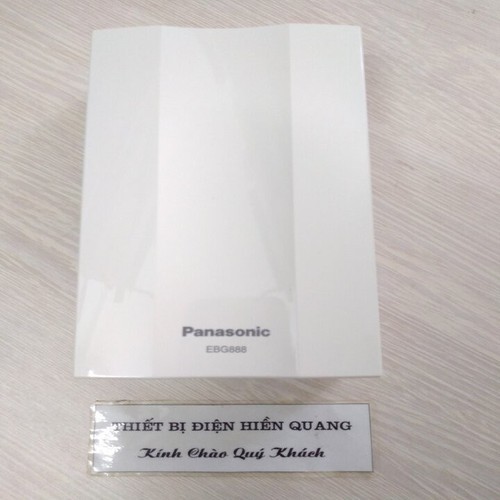 Panasonic
EBG888
THIẾT BỊ ĐIỆN HIỀN QUANG
Kính Chào Quý Khách